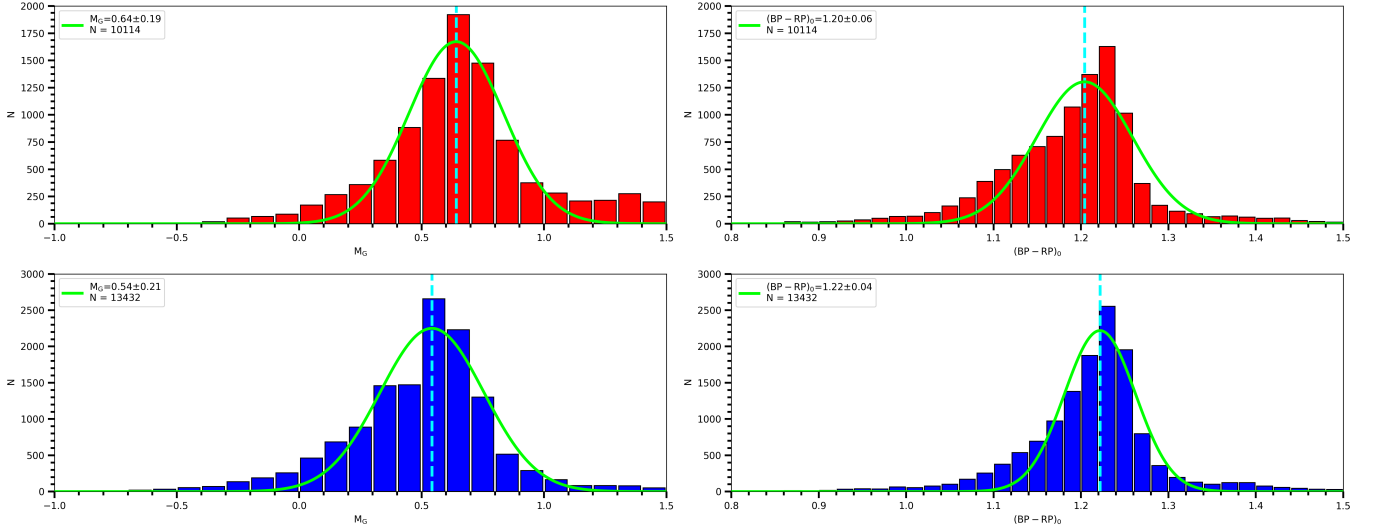 M_G=0.64±0.19
N = 10114
2000
1750
1500
1250
1000
750
500
250
0
N
−1.0 −0.5 0.0 0.5 1.0 1.5
M_G
(BP − RP)_0=1.20±0.06
N = 10114
2000
1750
1500
1250
1000
750
500
250
0
N
0.8 0.9 1.0 1.1 1.2 1.3 1.4 1.5
(BP − RP)_0
M_G=0.54±0.21
N = 13432
3000
2500
2000
1500
1000
500
0
N
−1.0 −0.5 0.0 0.5 1.0 1.5
M_G
(BP − RP)_0=1.22±0.04
N = 13432
3000
2500
2000
1500
1000
500
0
N
0.8 0.9 1.0 1.1 1.2 1.3 1.4 1.5
(BP − RP)_0